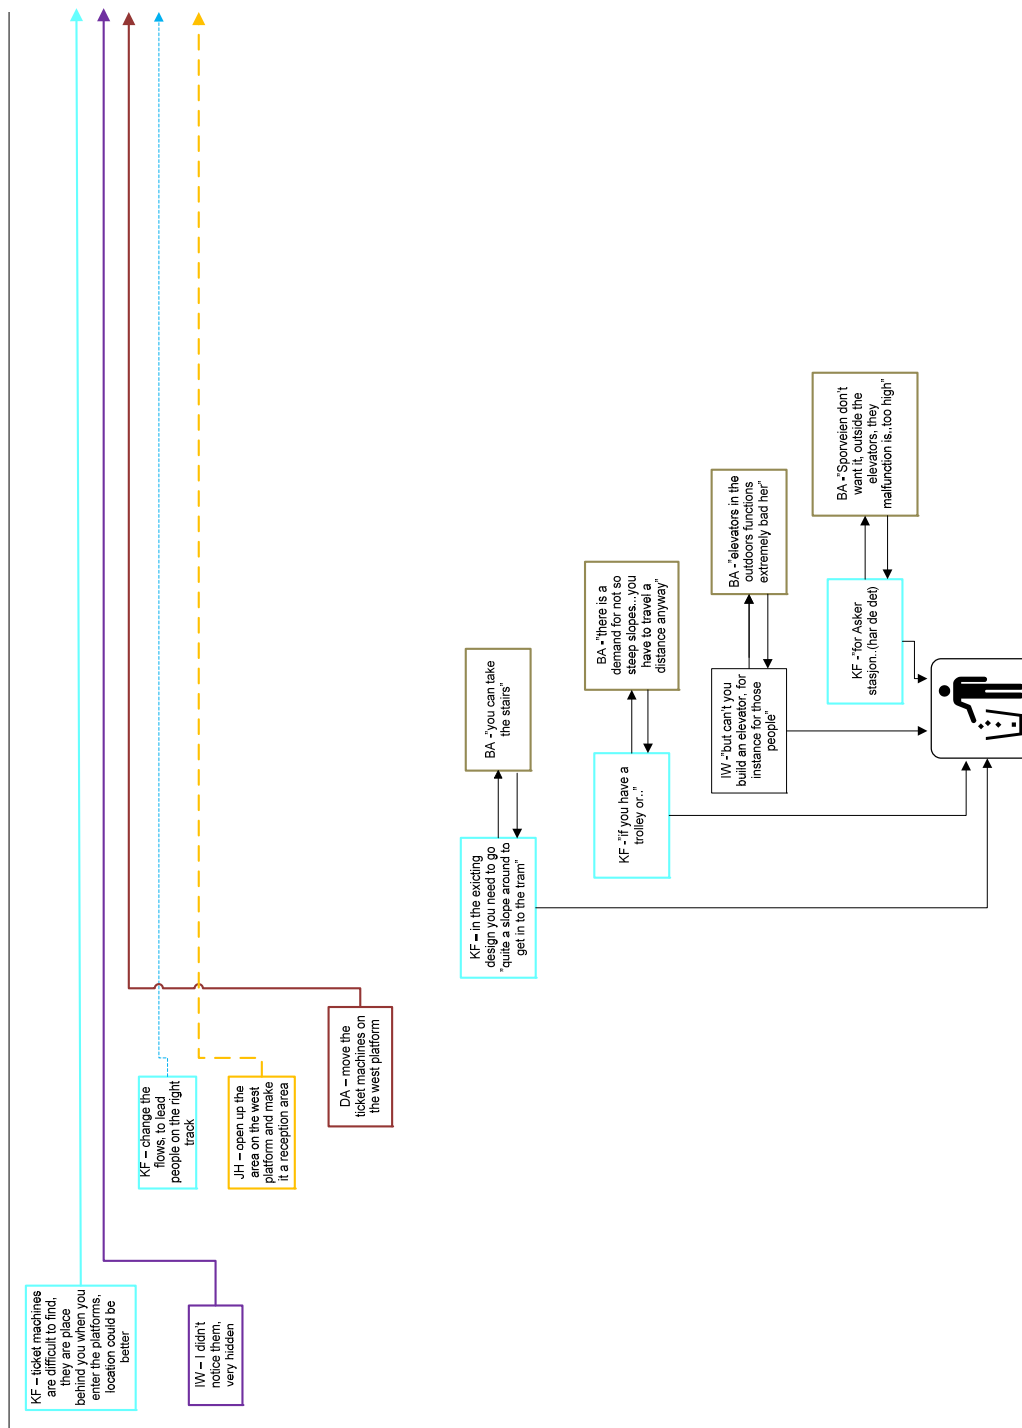 KF – ticket machines
are difficult to find,
they are place
behind you when you
enter the platforms,
location could be
better
IW – I didn't
notice them,
very hidden
KF – change the
flows, to lead
people on the right
track
JH – open up the
area on the west
platform and make
it a reception area
DA – move the
ticket machines on
the west platform
KF – in the exicting
design you need to go
"quite a slope around to
get in to the tram"
BA -"you can take
the stairs"
KF -"if you have a
trolley or.."
BA -"there is a
demand for not so
steep slopes...you
have to travel a
distance anyway"
IW -"but can't you
build an elevator, for
instance for those
people"
BA -"elevators in the
outdoors functions
extremely bad her"
KF -"for Asker
stasjon..(har de det)
BA -"Sporveien don't
want it, outside the
elevators, they
malfunction is..too high"